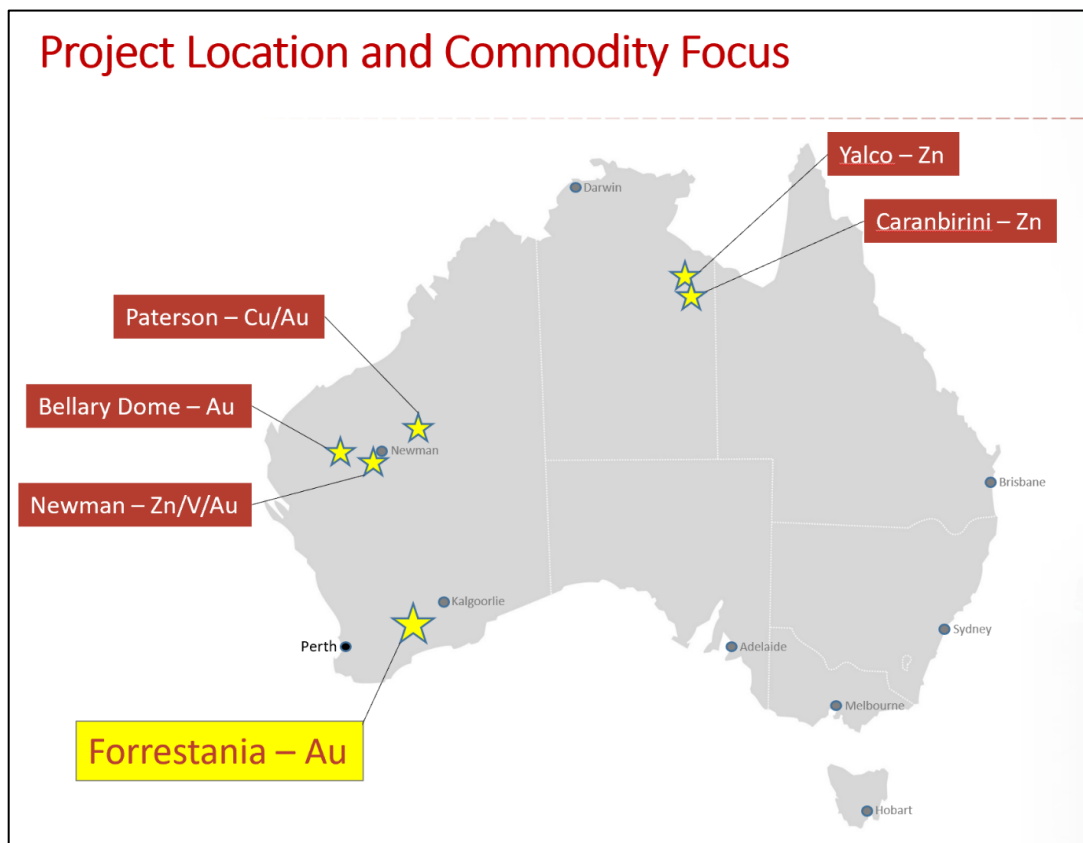 Project Location and Commodity Focus
Yalco – Zn
Darwin
Caranbirini – Zn
Paterson – Cu/Au
Bellary Dome – Au
Newman
Newman – Zn/V/Au
Brisbane
Kalgoorlie
Perth
Sydney
Adelaide
Melbourne
Forrestania – Au
Hobart